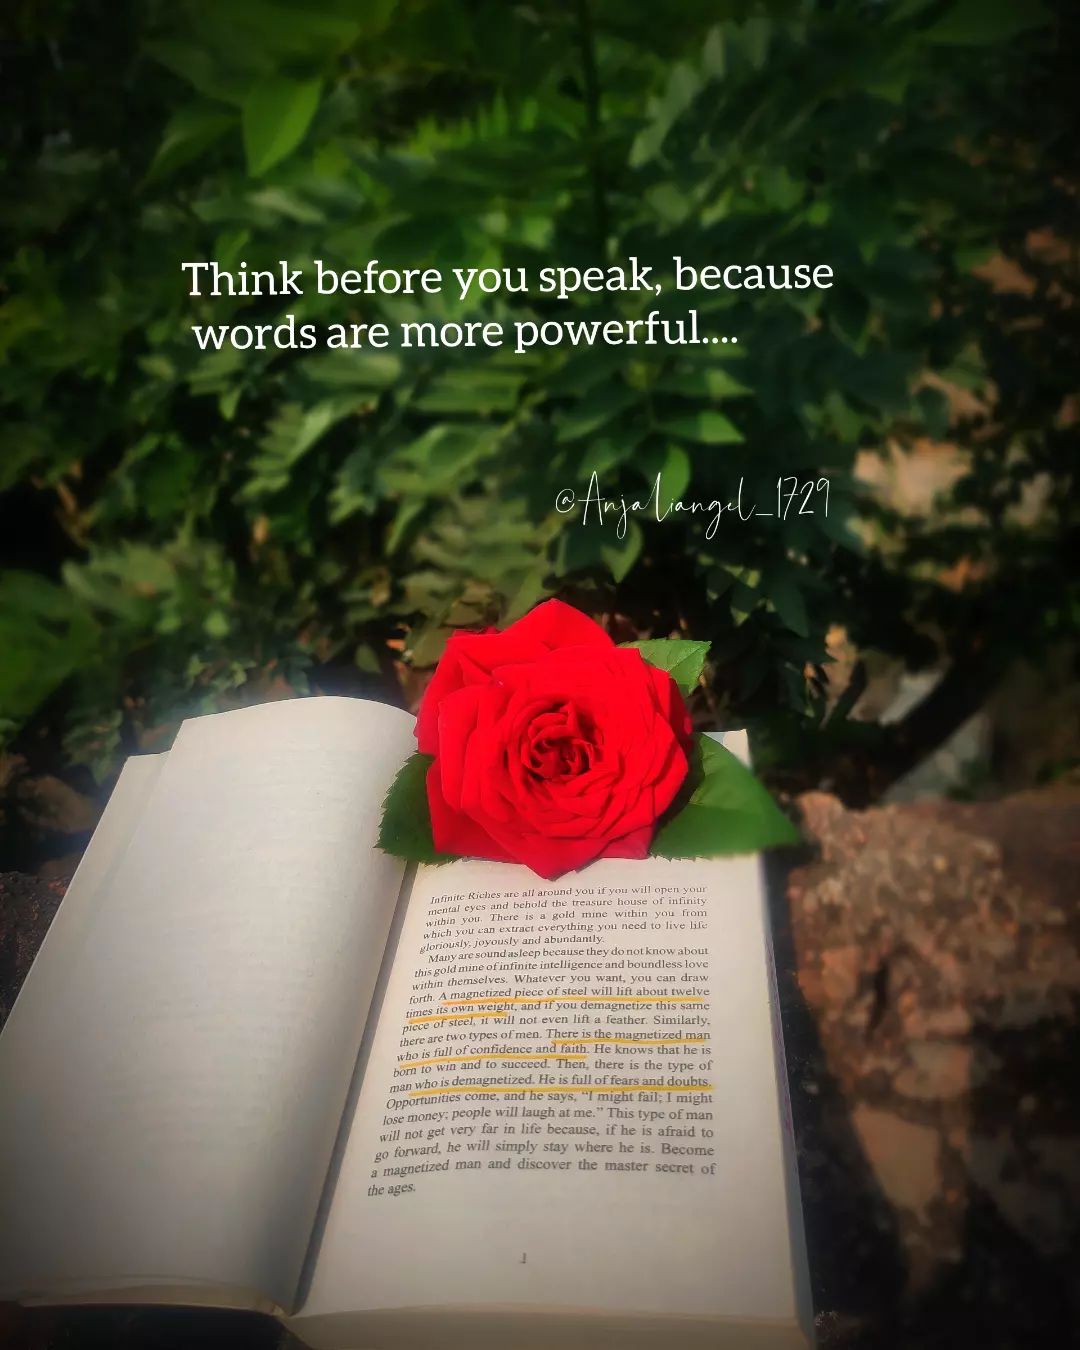 Think before you speak, because
words are more powerful....
@Anjaliangel_1729
Infinite Riches are all around you if you will open your
mental eyes and behold the treasure house of infinity
within you. There is a gold mine within you from
which you can extract everything you need to live life
gloriously, joyously and abundantly.
Many are sound asleep because they do not know about
this gold mine of infinite intelligence and boundless love
within themselves. Whatever you want, you can draw
forth. A magnetized piece of steel will lift about twelve
times its own weight, and if you demagnetize this same
piece of steel, it will not even lift a feather. Similarly,
there are two types of men. There is the magnetized man
who is full of confidence and faith. He knows that he is
born to win and to succeed. Then, there is the type of
man who is demagnetized. He is full of fears and doubts.
Opportunities come, and he says, "I might fail; I might
lose money; people will laugh at me." This type of man
will not get very far in life because, if he is afraid to
go forward, he will simply stay where he is. Become
a magnetized man and discover the master secret of
the ages.
1